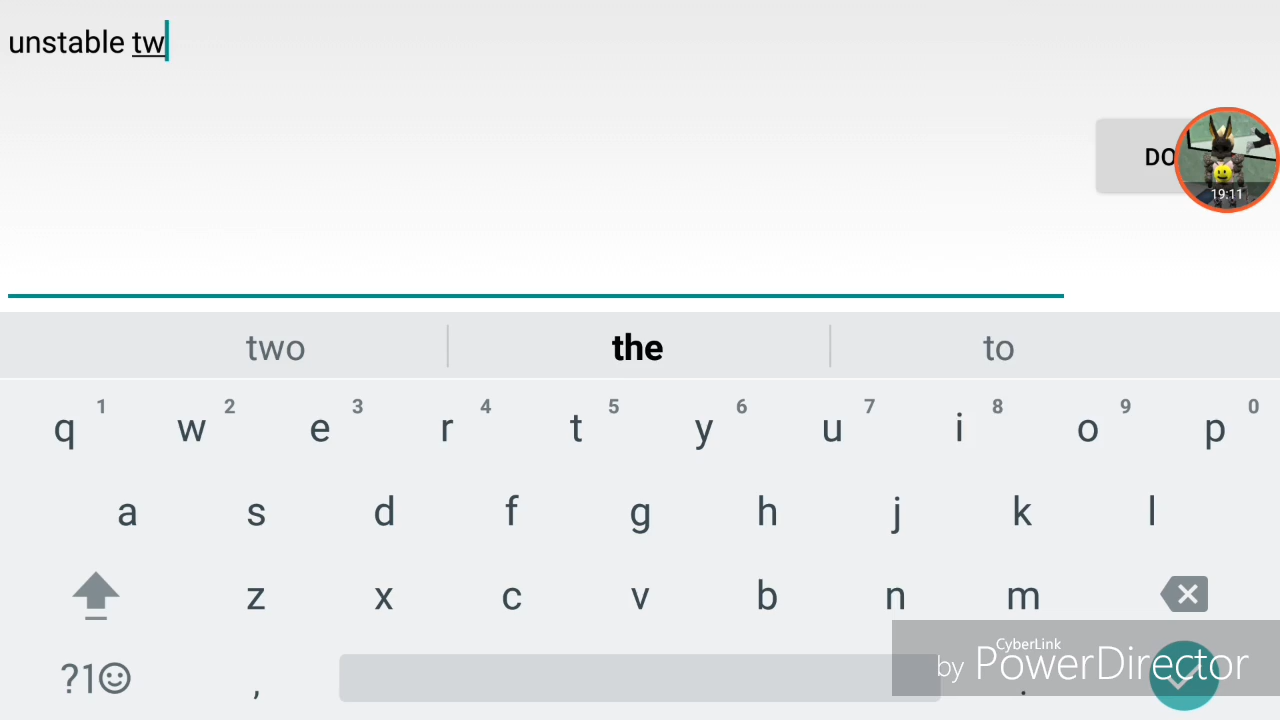 unstable tw
DO
19:11
two the to
q 1 w 2 e 3 r 4 t 5 y 6 u 7 i 8 o 9 p 0
a s d f g h j k l
z x c v b n m
?1☺ , .
CyberLink
by PowerDirector